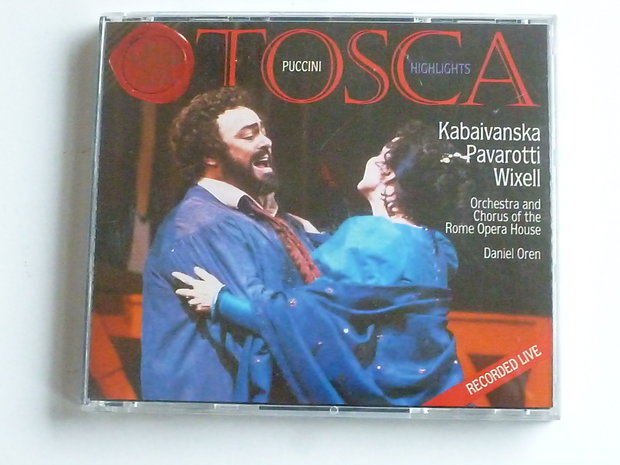 TOSCA
PUCCINI
HIGHLIGHTS
Kabaivanska
Pavarotti
Wixell
Orchestra and
Chorus of the
Rome Opera House
Daniel Oren
RECORDED LIVE